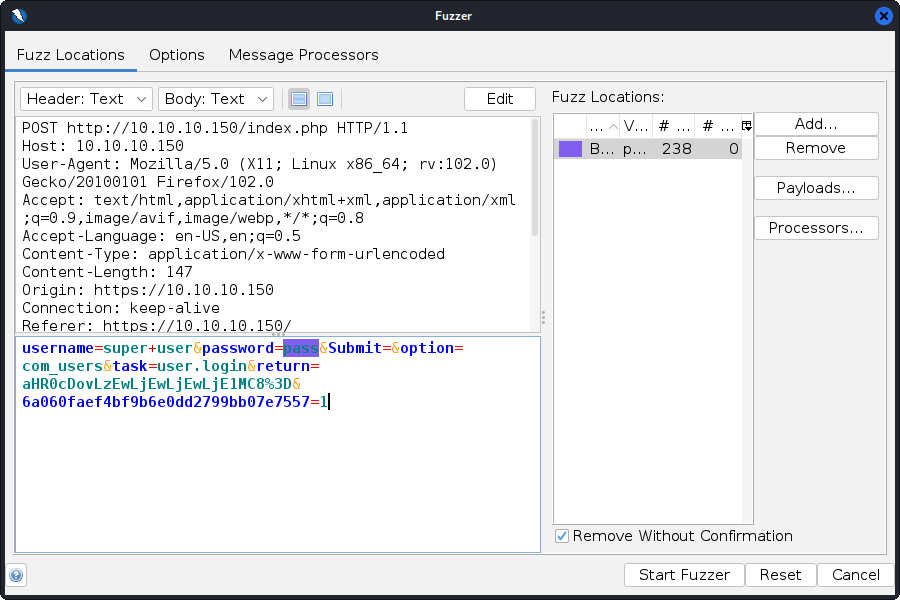 Fuzzer
Fuzz Locations Options Message Processors
Header: Text Body: Text Edit
POST http://10.10.10.150/index.php HTTP/1.1
Host: 10.10.10.150
User-Agent: Mozilla/5.0 (X11; Linux x86_64; rv:102.0)
Gecko/20100101 Firefox/102.0
Accept: text/html,application/xhtml+xml,application/xml
;q=0.9,image/avif,image/webp,*/*;q=0.8
Accept-Language: en-US,en;q=0.5
Content-Type: application/x-www-form-urlencoded
Content-Length: 147
Origin: https://10.10.10.150
Connection: keep-alive
Referer: https://10.10.10.150/
username=super+user&password=pass&Submit=&option=
com_users&task=user.login&return=
aHR0cDovLzEwLjEwLjEwLjE1MC8%3D&
6a060faef4bf9b6e0dd2799bb07e7557=1
Fuzz Locations:
... V... # ... # ...
B... p... 238 0
Add...
Remove
Payloads...
Processors...
Remove Without Confirmation
Start Fuzzer Reset Cancel